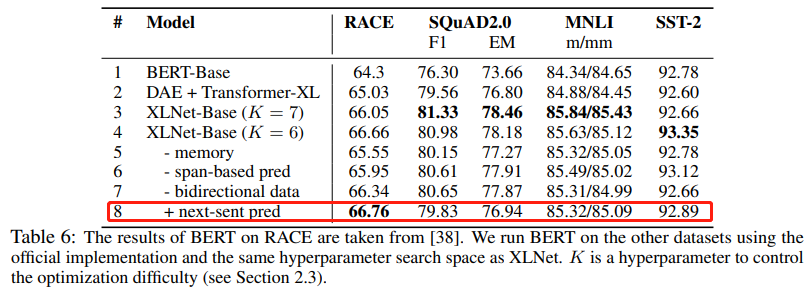 # Model RACE SQuAD2.0 MNLI SST-2
F1 EM m/mm
1 BERT-Base 64.3 76.30 73.66 84.34/84.65 92.78
2 DAE + Transformer-XL 65.03 79.56 76.80 84.88/84.45 92.60
3 XLNet-Base (K = 7) 66.05 81.33 78.46 85.84/85.43 92.66
4 XLNet-Base (K = 6) 66.66 80.98 78.18 85.63/85.12 93.35
5 - memory 65.55 80.15 77.27 85.32/85.05 92.78
6 - span-based pred 65.95 80.61 77.91 85.49/85.02 93.12
7 - bidirectional data 66.34 80.65 77.87 85.31/84.99 92.66
8 + next-sent pred 66.76 79.83 76.94 85.32/85.09 92.89
Table 6: The results of BERT on RACE are taken from [38]. We run BERT on the other datasets using the
official implementation and the same hyperparameter search space as XLNet. K is a hyperparameter to control
the optimization difficulty (see Section 2.3).